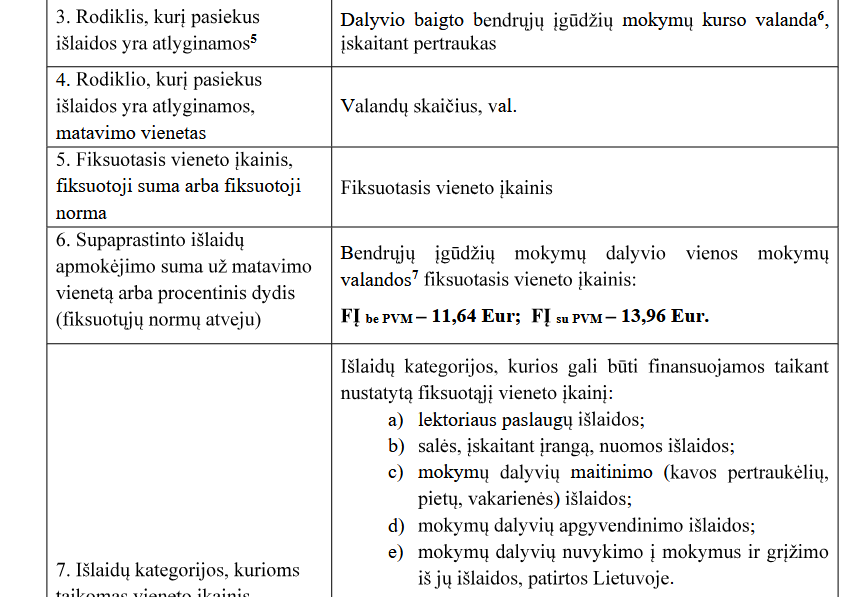 3. Rodiklis, kurį pasiekus
išlaidos yra atlyginamos⁵
Dalyvio baigto bendrųjų įgūdžių mokymų kurso valanda⁶,
įskaitant pertraukas
4. Rodiklio, kurį pasiekus
išlaidos yra atlyginamos,
matavimo vienetas
Valandų skaičius, val.
5. Fiksuotasis vieneto įkainis,
fiksuotoji suma arba fiksuotoji
norma
Fiksuotasis vieneto įkainis
6. Supaprastinto išlaidų
apmokėjimo suma už matavimo
vienetą arba procentinis dydis
(fiksuotųjų normų atveju)
Bendrųjų įgūdžių mokymų dalyvio vienos mokymų
valandos⁷ fiksuotasis vieneto įkainis:
FĮ be PVM – 11,64 Eur; FĮ su PVM – 13,96 Eur.
7. Išlaidų kategorijos, kurioms
taikomas vieneto įkainis
Išlaidų kategorijos, kurios gali būti finansuojamos taikant
nustatytą fiksuotąjį vieneto įkainį:
a) lektoriaus paslaugų išlaidos;
b) salės, įskaitant įrangą, nuomos išlaidos;
c) mokymų dalyvių maitinimo (kavos pertraukėlių,
pietų, vakarienės) išlaidos;
d) mokymų dalyvių apgyvendinimo išlaidos;
e) mokymų dalyvių nuvykimo į mokymus ir grįžimo
iš jų išlaidos, patirtos Lietuvoje.